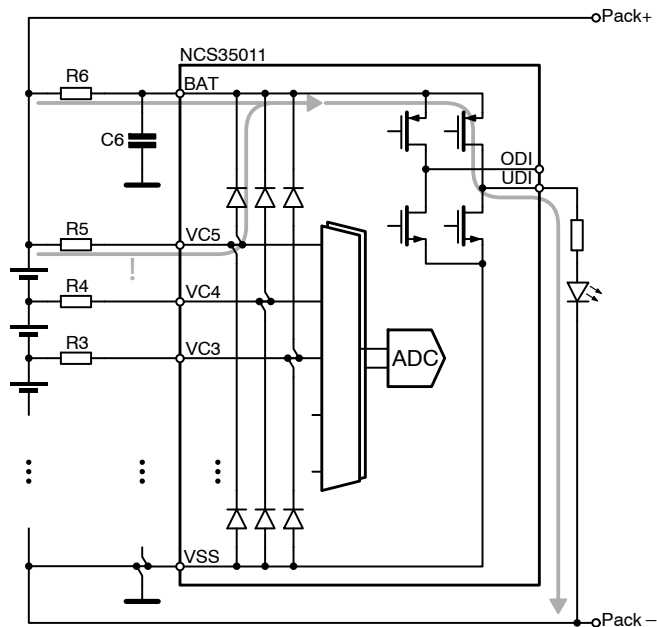 Pack+
NCS35011
R6
BAT
C6
ODI
UDI
R5
VC5
!
R4
VC4
R3
VC3
ADC
VSS
Pack –